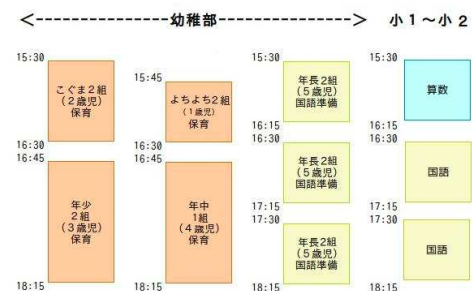 <--------------------幼稚部-------------------->
小1～小2
15:30
こぐま2組
（2歳児）
保育
16:30
16:45
年少
2組
（3歳児）
保育
18:15
15:45
よちよち2組
（1歳児）
保育
16:30
16:45
年中
1組
（4歳児）
保育
18:15
15:30
年長2組
（5歳児）
国語準備
16:15
16:30
年長2組
（5歳児）
国語準備
17:15
17:30
年長2組
（5歳児）
国語準備
18:15
15:30
算数
16:15
16:30
国語
17:15
17:30
国語
18:15